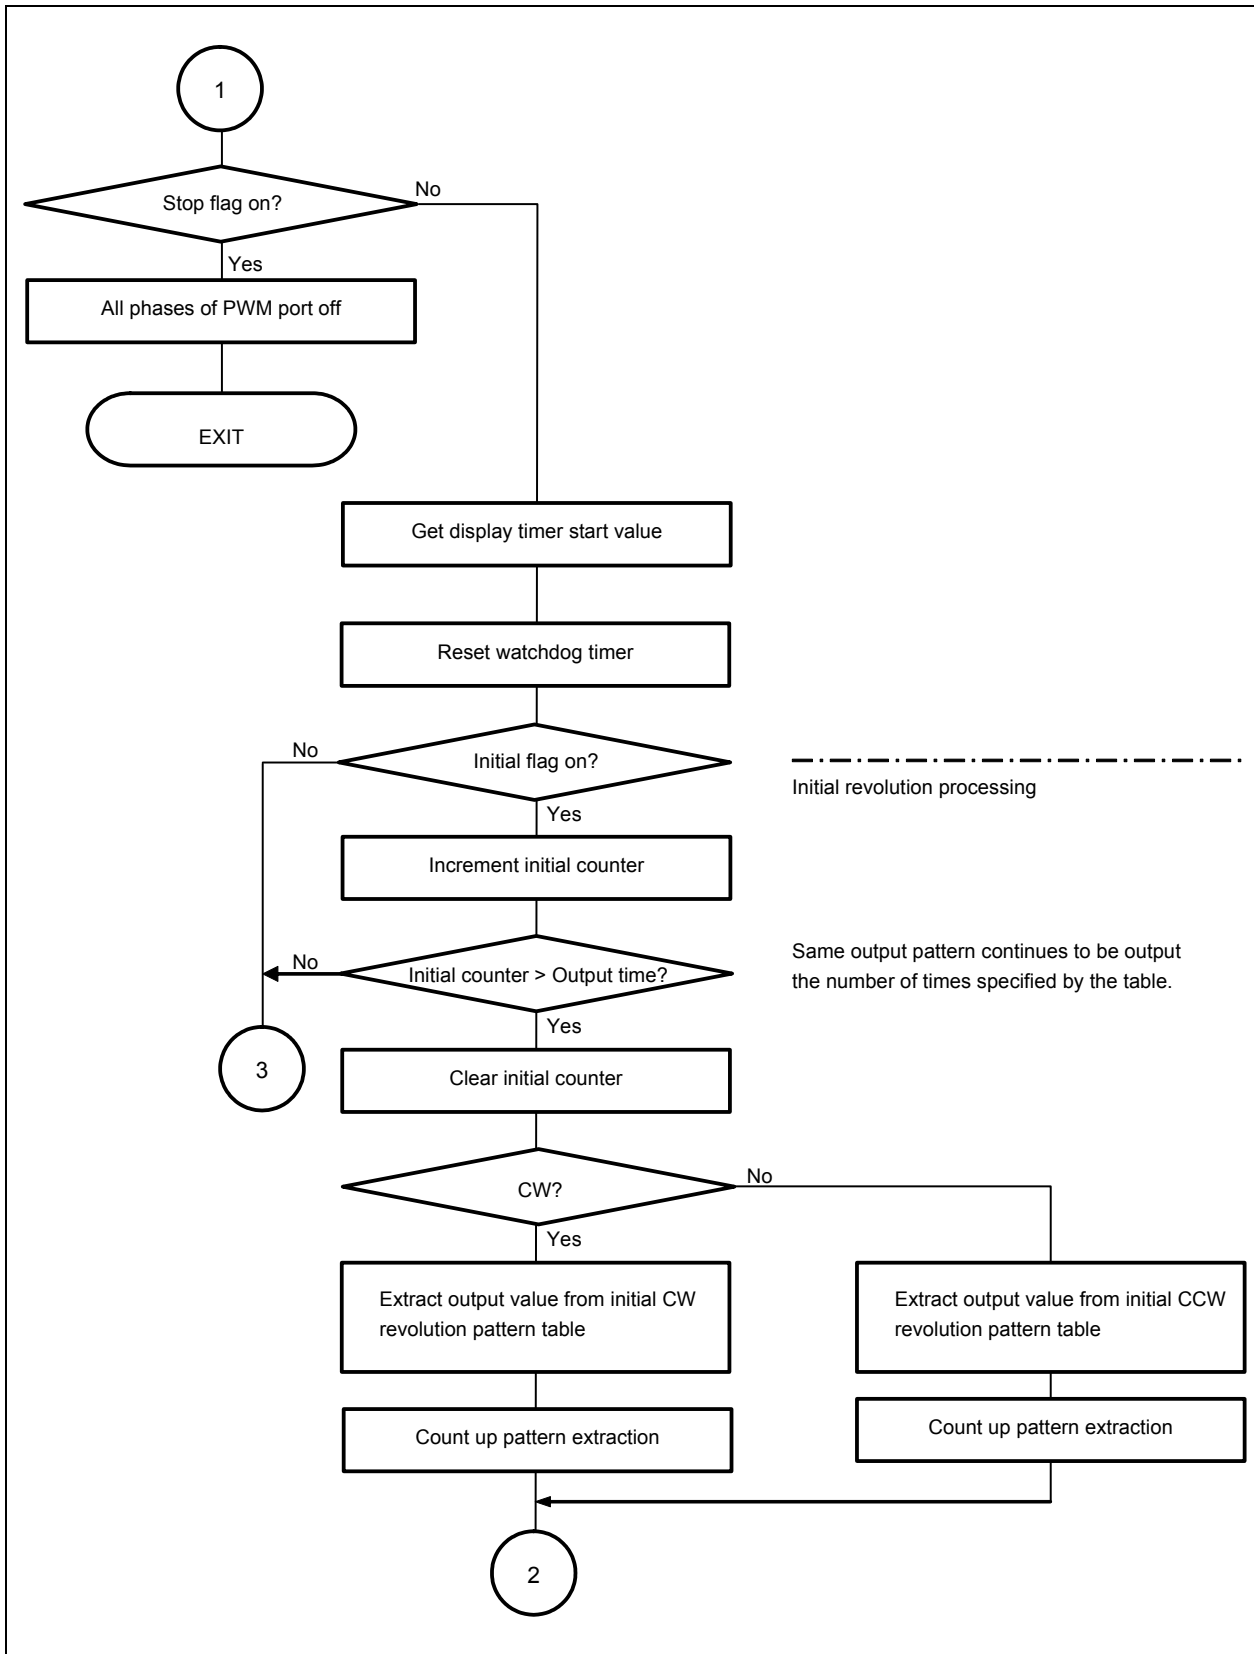 1
Stop flag on?
No
Yes
All phases of PWM port off
EXIT
Get display timer start value
Reset watchdog timer
Initial flag on?
No
Initial revolution processing
Yes
Increment initial counter
Initial counter > Output time?
No
Same output pattern continues to be output
the number of times specified by the table.
Yes
3
Clear initial counter
CW?
No
Yes
Extract output value from initial CW
revolution pattern table
Extract output value from initial CCW
revolution pattern table
Count up pattern extraction
Count up pattern extraction
2